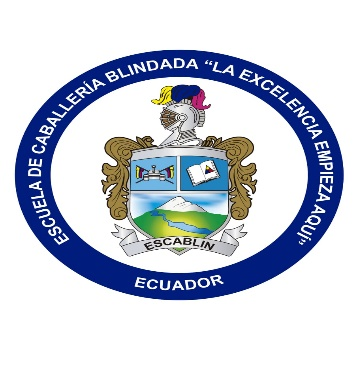 ESCUELA DE CABALLERÍA BLINDADA "LA EXCELENCIA EMPIEZA AQUÍ"
ESCABLIN
ECUADOR